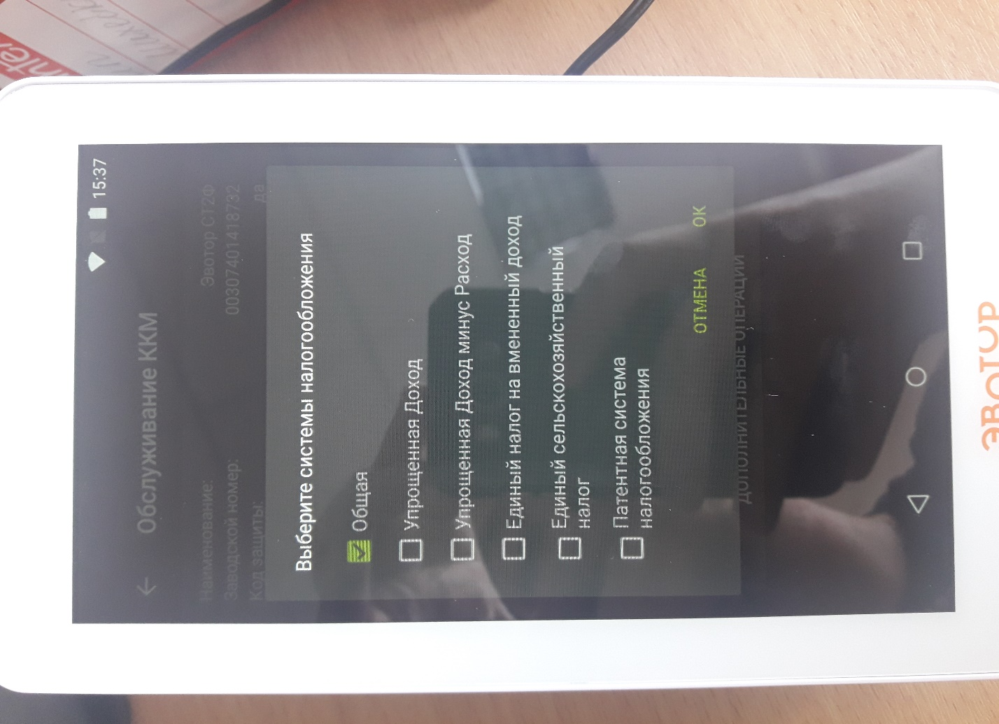 15:37
Обслуживание ККМ
Наименование: Эвотор СТ2Ф
Заводской номер: 00307401418732
Код защиты: да
Выберите системы налогообложения
Общая
Упрощенная Доход
Упрощенная Доход минус Расход
Единый налог на вмененный доход
Единый сельскохозяйственный
налог
Патентная система
налогообложения
ОТМЕНА ОК
ДОПОЛНИТЕЛЬНЫЕ ОПЕРАЦИИ
ЭВОТОР